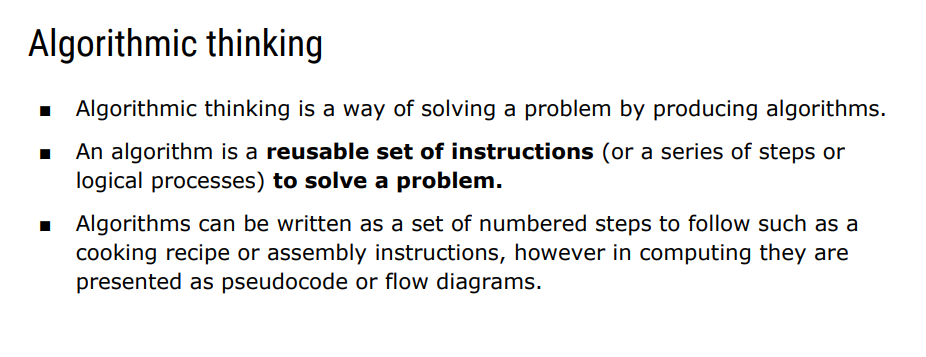 Algorithmic thinking
▪ Algorithmic thinking is a way of solving a problem by producing algorithms.
▪ An algorithm is a reusable set of instructions (or a series of steps or
logical processes) to solve a problem.
▪ Algorithms can be written as a set of numbered steps to follow such as a
cooking recipe or assembly instructions, however in computing they are
presented as pseudocode or flow diagrams.